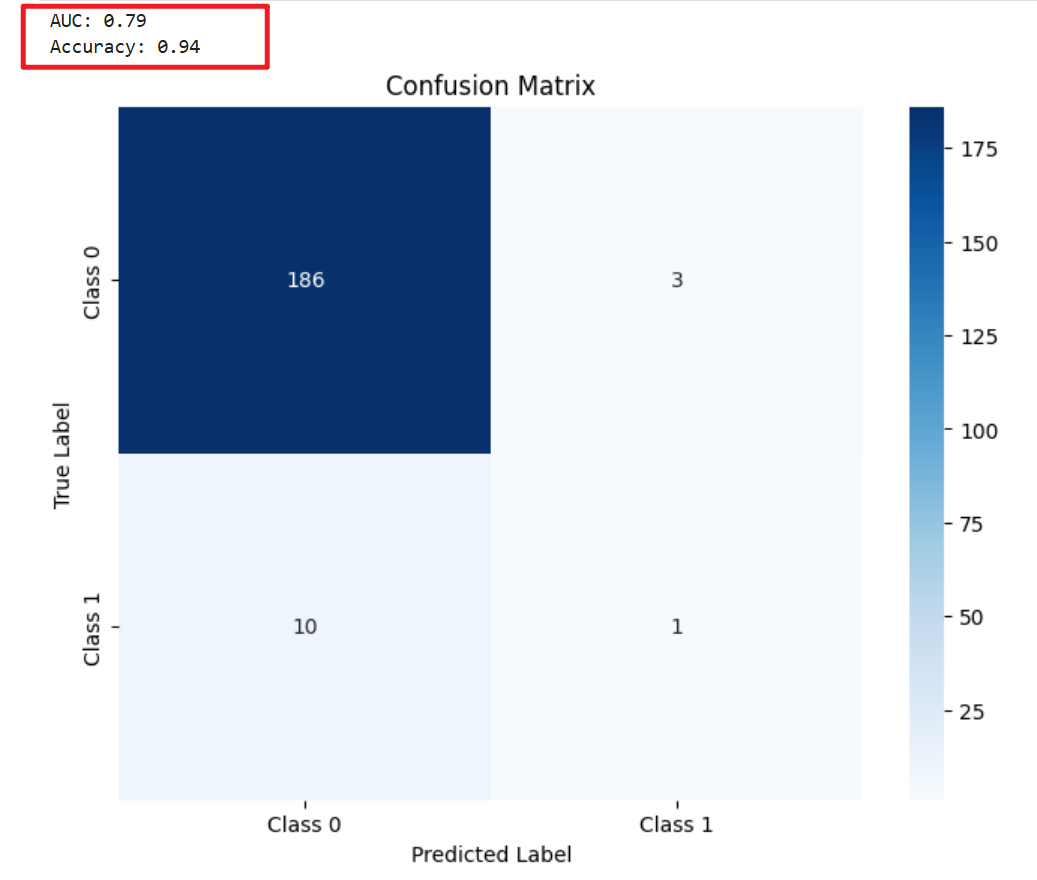 AUC: 0.79
Accuracy: 0.94
Confusion Matrix
175
150
125
100
75
50
25
True Label
Class 0
186
3
Class 1
10
1
Class 0
Class 1
Predicted Label